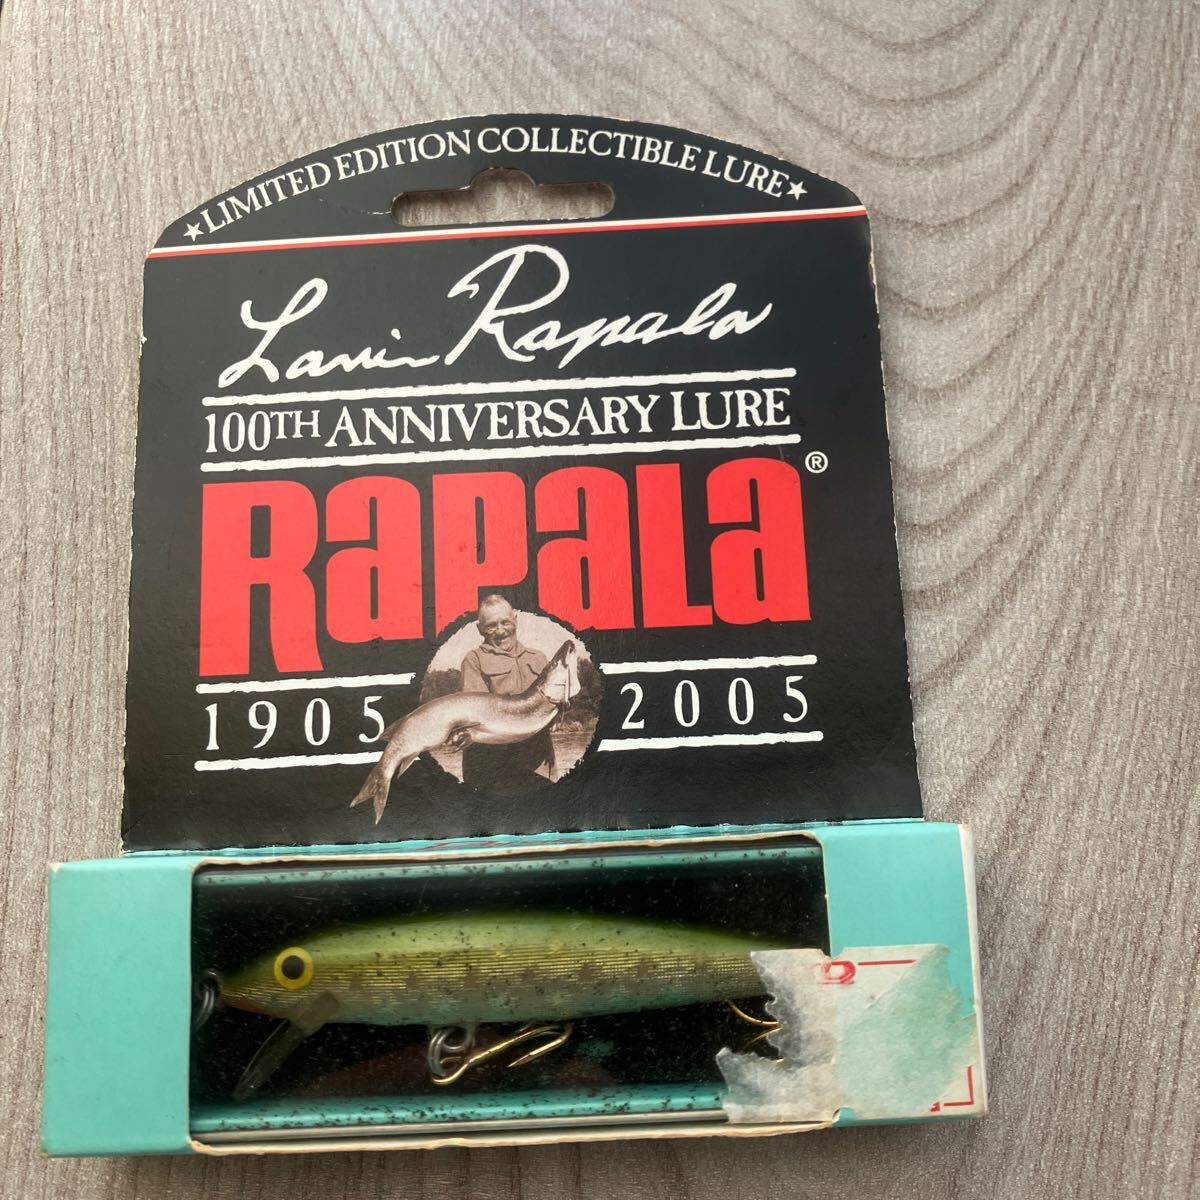 ★LIMITED EDITION COLLECTIBLE LURE★
Lauri Rapala
100TH ANNIVERSARY LURE
RAPALA®
1905 2005